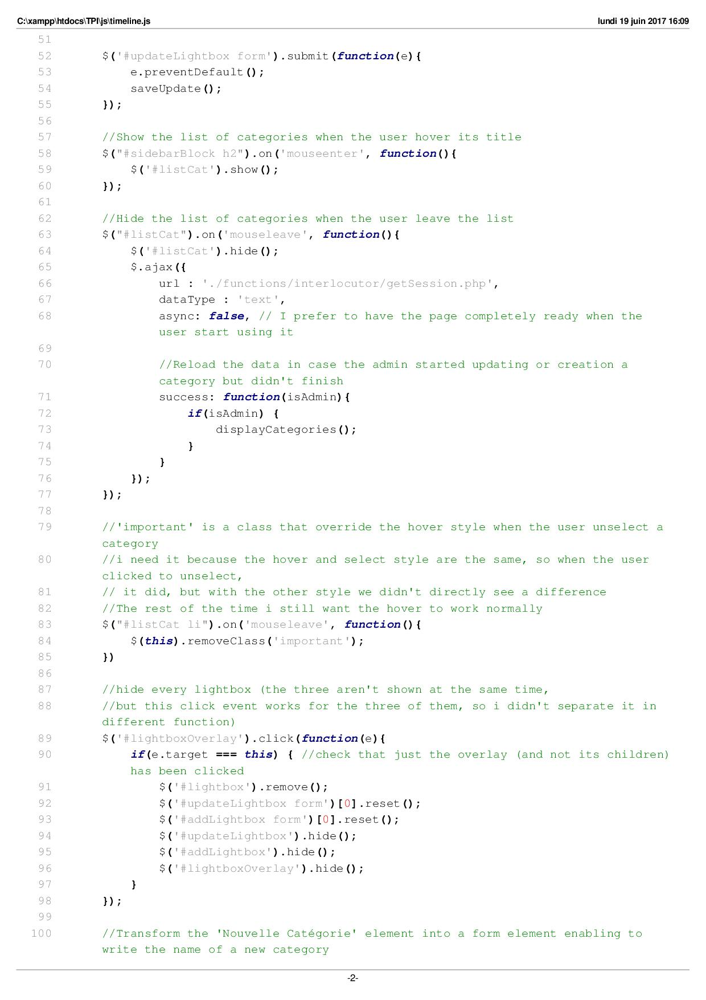 C:\xampp\htdocs\TPI\js\timeline.js lundi 19 juin 2017 16:09
51
52 $('#updateLightbox form').submit(function(e){
53 e.preventDefault();
54 saveUpdate();
55 });
56
57 //Show the list of categories when the user hover its title
58 $("#sidebarBlock h2").on('mouseenter', function(){
59 $('#listCat').show();
60 });
61
62 //Hide the list of categories when the user leave the list
63 $("#listCat").on('mouseleave', function(){
64 $('#listCat').hide();
65 $.ajax({
66 url : './functions/interlocutor/getSession.php',
67 dataType : 'text',
68 async: false, // I prefer to have the page completely ready when the
user start using it
69
70 //Reload the data in case the admin started updating or creation a
category but didn't finish
71 success: function(isAdmin){
72 if(isAdmin) {
73 displayCategories();
74 }
75 }
76 });
77 });
78
79 //'important' is a class that override the hover style when the user unselect a
category
80 //i need it because the hover and select style are the same, so when the user
clicked to unselect,
81 // it did, but with the other style we didn't directly see a difference
82 //The rest of the time i still want the hover to work normally
83 $("#listCat li").on('mouseleave', function(){
84 $(this).removeClass('important');
85 })
86
87 //hide every lightbox (the three aren't shown at the same time,
88 //but this click event works for the three of them, so i didn't separate it in
different function)
89 $('#lightboxOverlay').click(function(e){
90 if(e.target === this) { //check that just the overlay (and not its children)
has been clicked
91 $('#lightbox').remove();
92 $('#updateLightbox form')[0].reset();
93 $('#addLightbox form')[0].reset();
94 $('#updateLightbox').hide();
95 $('#addLightbox').hide();
96 $('#lightboxOverlay').hide();
97 }
98 });
99
100 //Transform the 'Nouvelle Catégorie' element into a form element enabling to
write the name of a new category
-2-